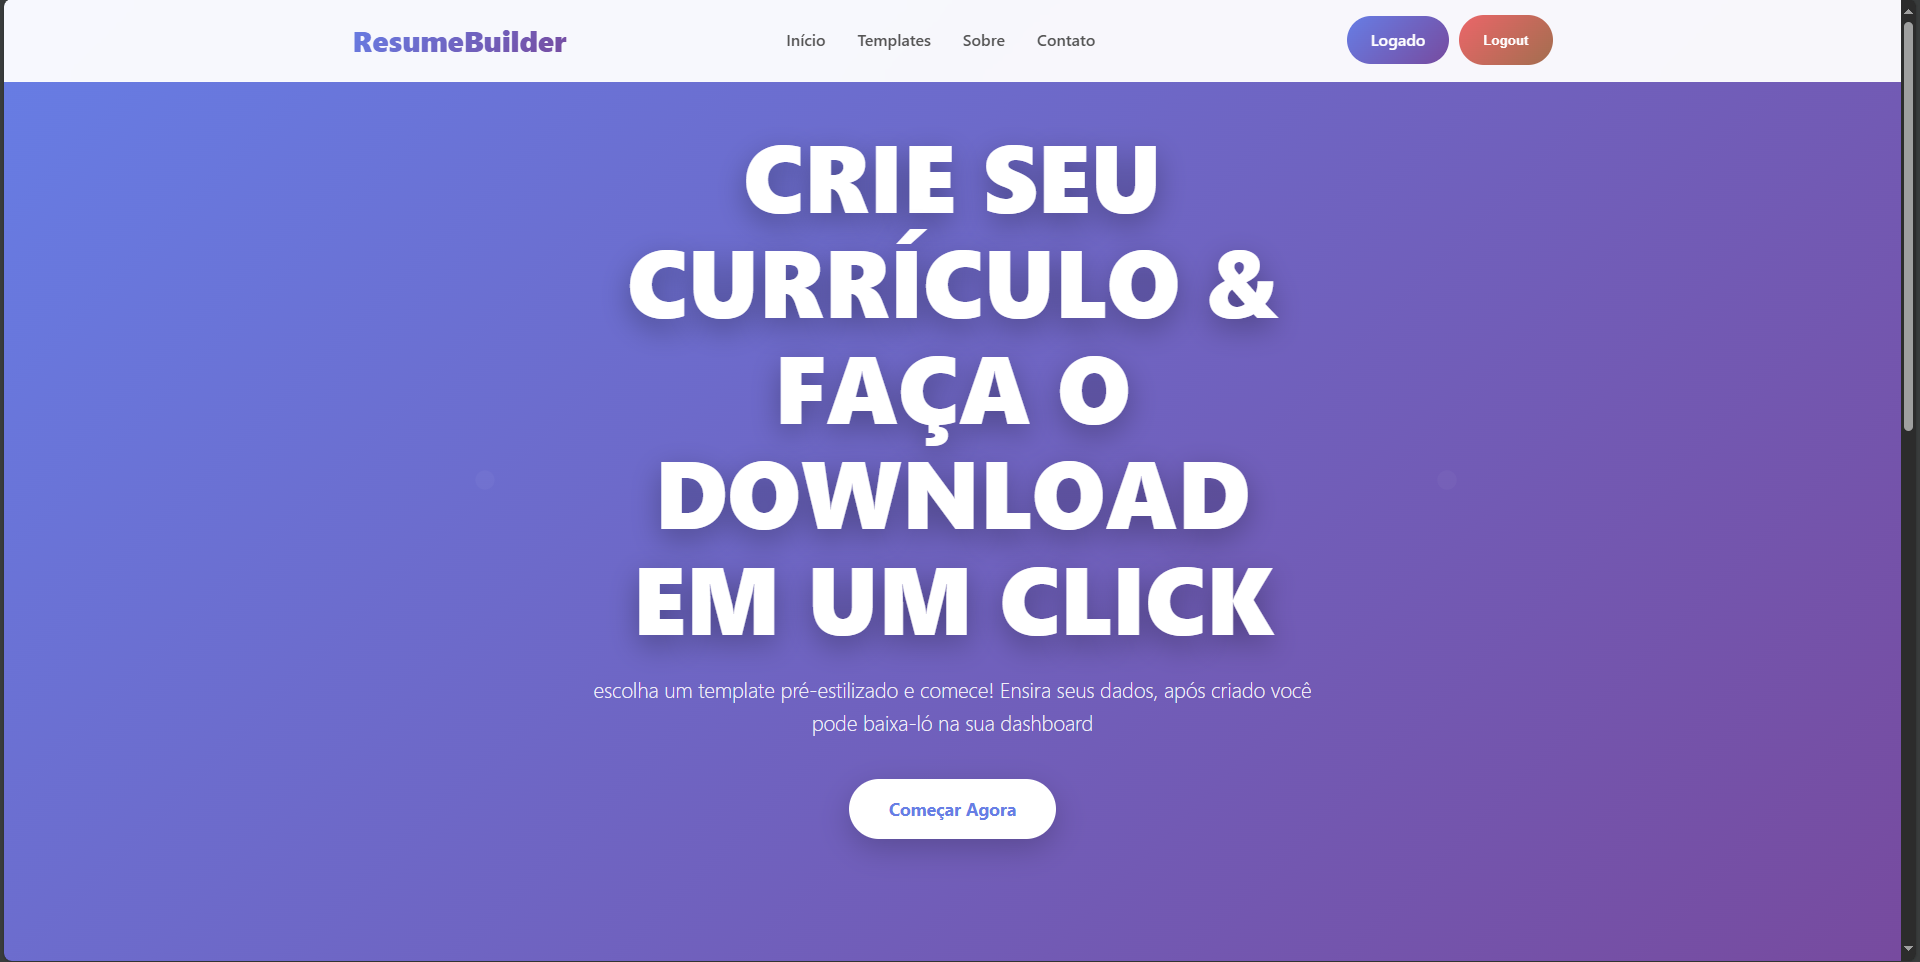 ResumeBuilder
Início
Templates
Sobre
Contato
Logado
Logout
CRIE SEU
CURRÍCULO &
FAÇA O
DOWNLOAD
EM UM CLICK
escolha um template pré-estilizado e comece! Ensira seus dados, após criado você
pode baixa-ló na sua dashboard
Começar Agora